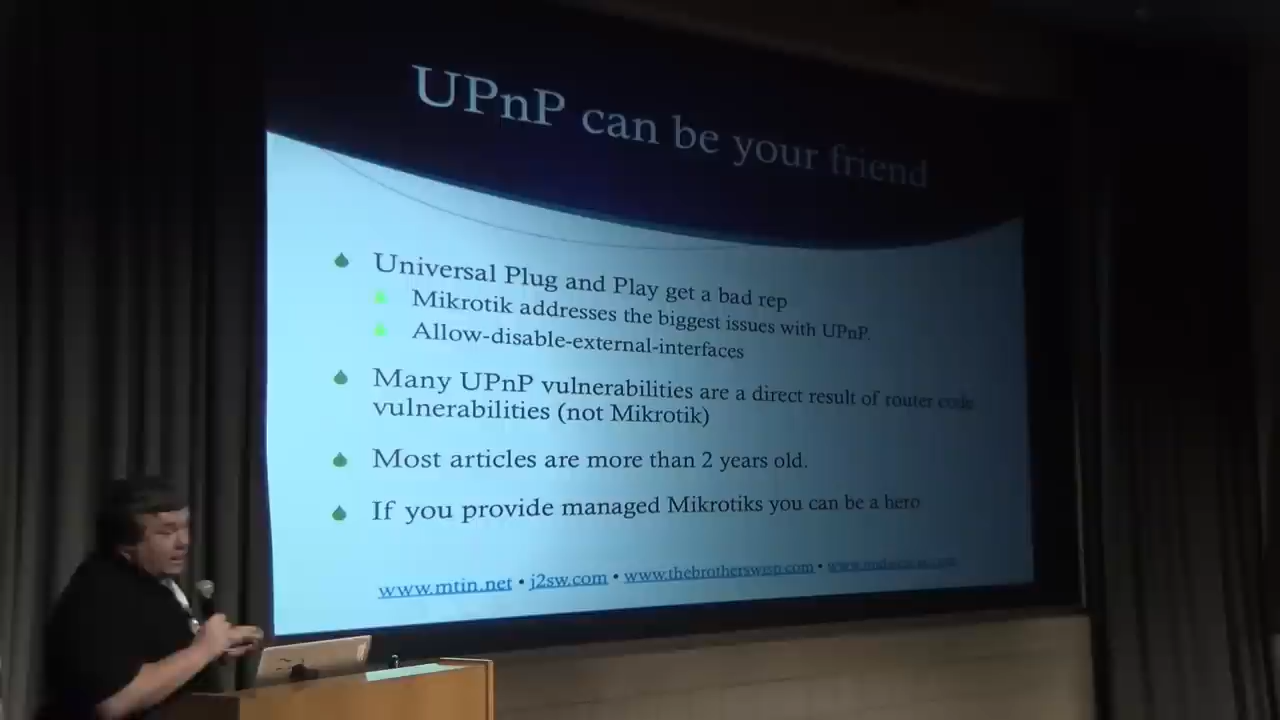 UPnP can be your friend
Universal Plug and Play get a bad rep
Mikrotik addresses the biggest issues with UPnP.
Allow-disable-external-interfaces
Many UPnP vulnerabilities are a direct result of router code
vulnerabilities (not Mikrotik)
Most articles are more than 2 years old.
If you provide managed Mikrotiks you can be a hero
www.mtin.net • j2sw.com • www.thebrotherswisp.com •